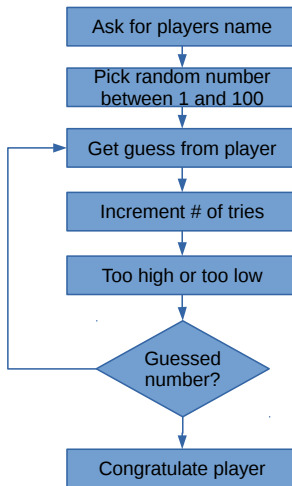 Ask for players name
Pick random number
between 1 and 100
Get guess from player
Increment # of tries
Too high or too low
Guessed
number?
Congratulate player